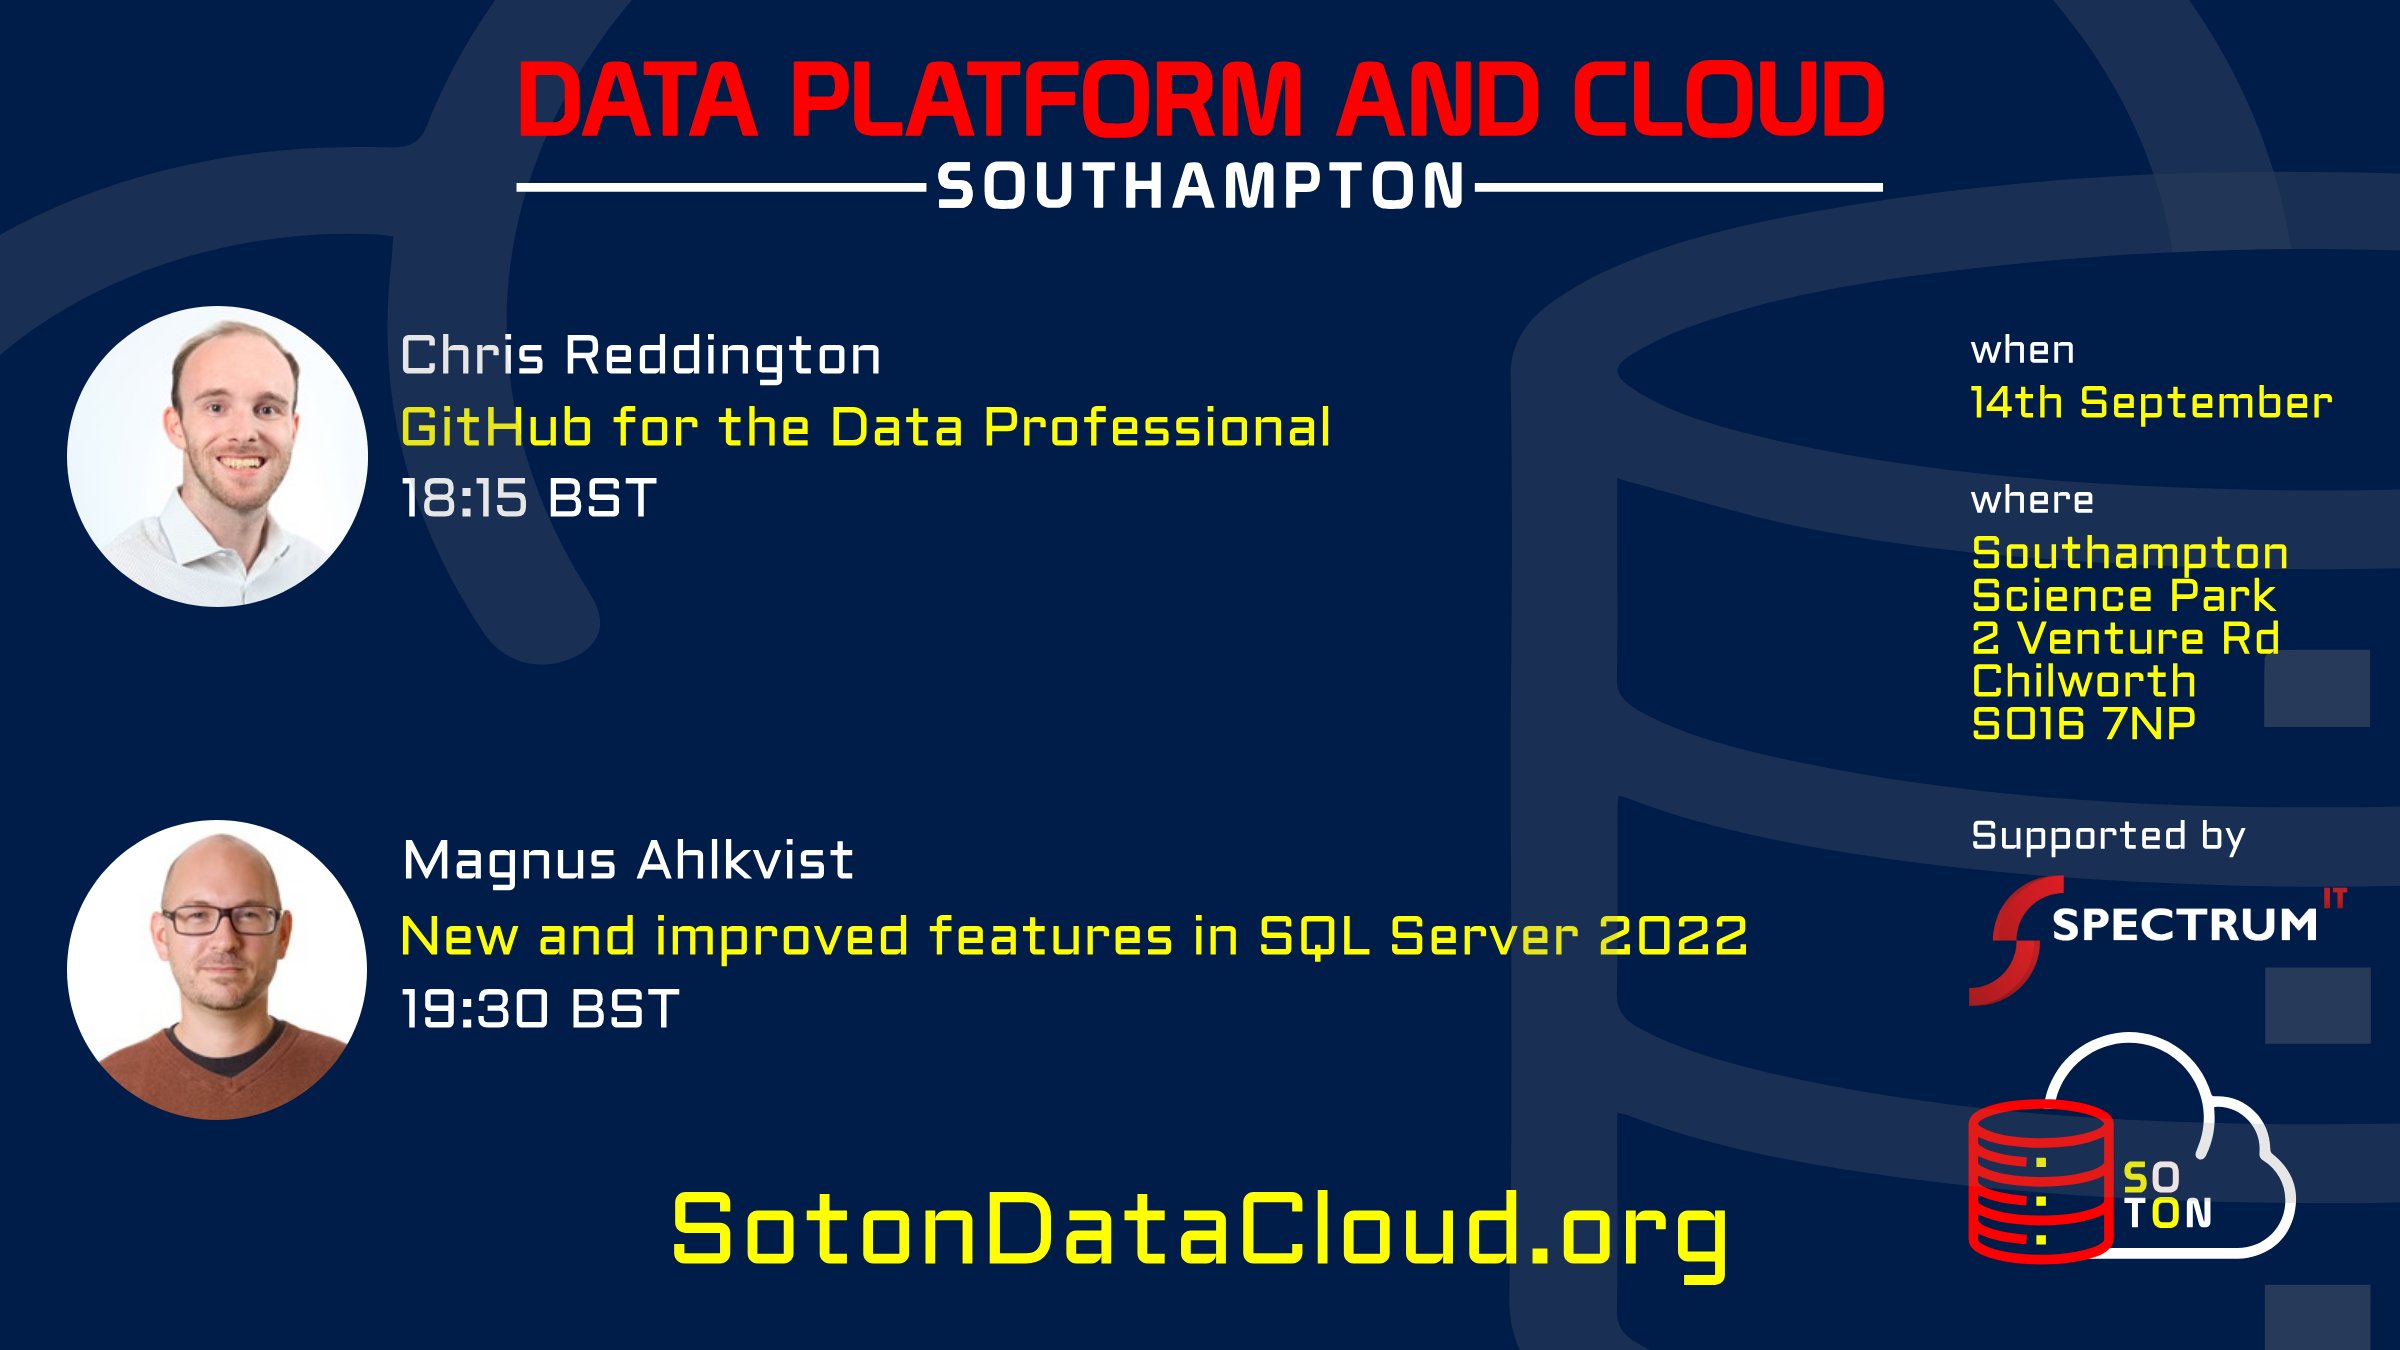 DATA PLATFORM AND CLOUD
SOUTHAMPTON
Chris Reddington
GitHub for the Data Professional
18:15 BST
Magnus Ahlkvist
New and improved features in SQL Server 2022
19:30 BST
when
14th September
where
Southampton
Science Park
2 Venture Rd
Chilworth
SO16 7NP
Supported by
SPECTRUM IT
SO
TON
SotonDataCloud.org